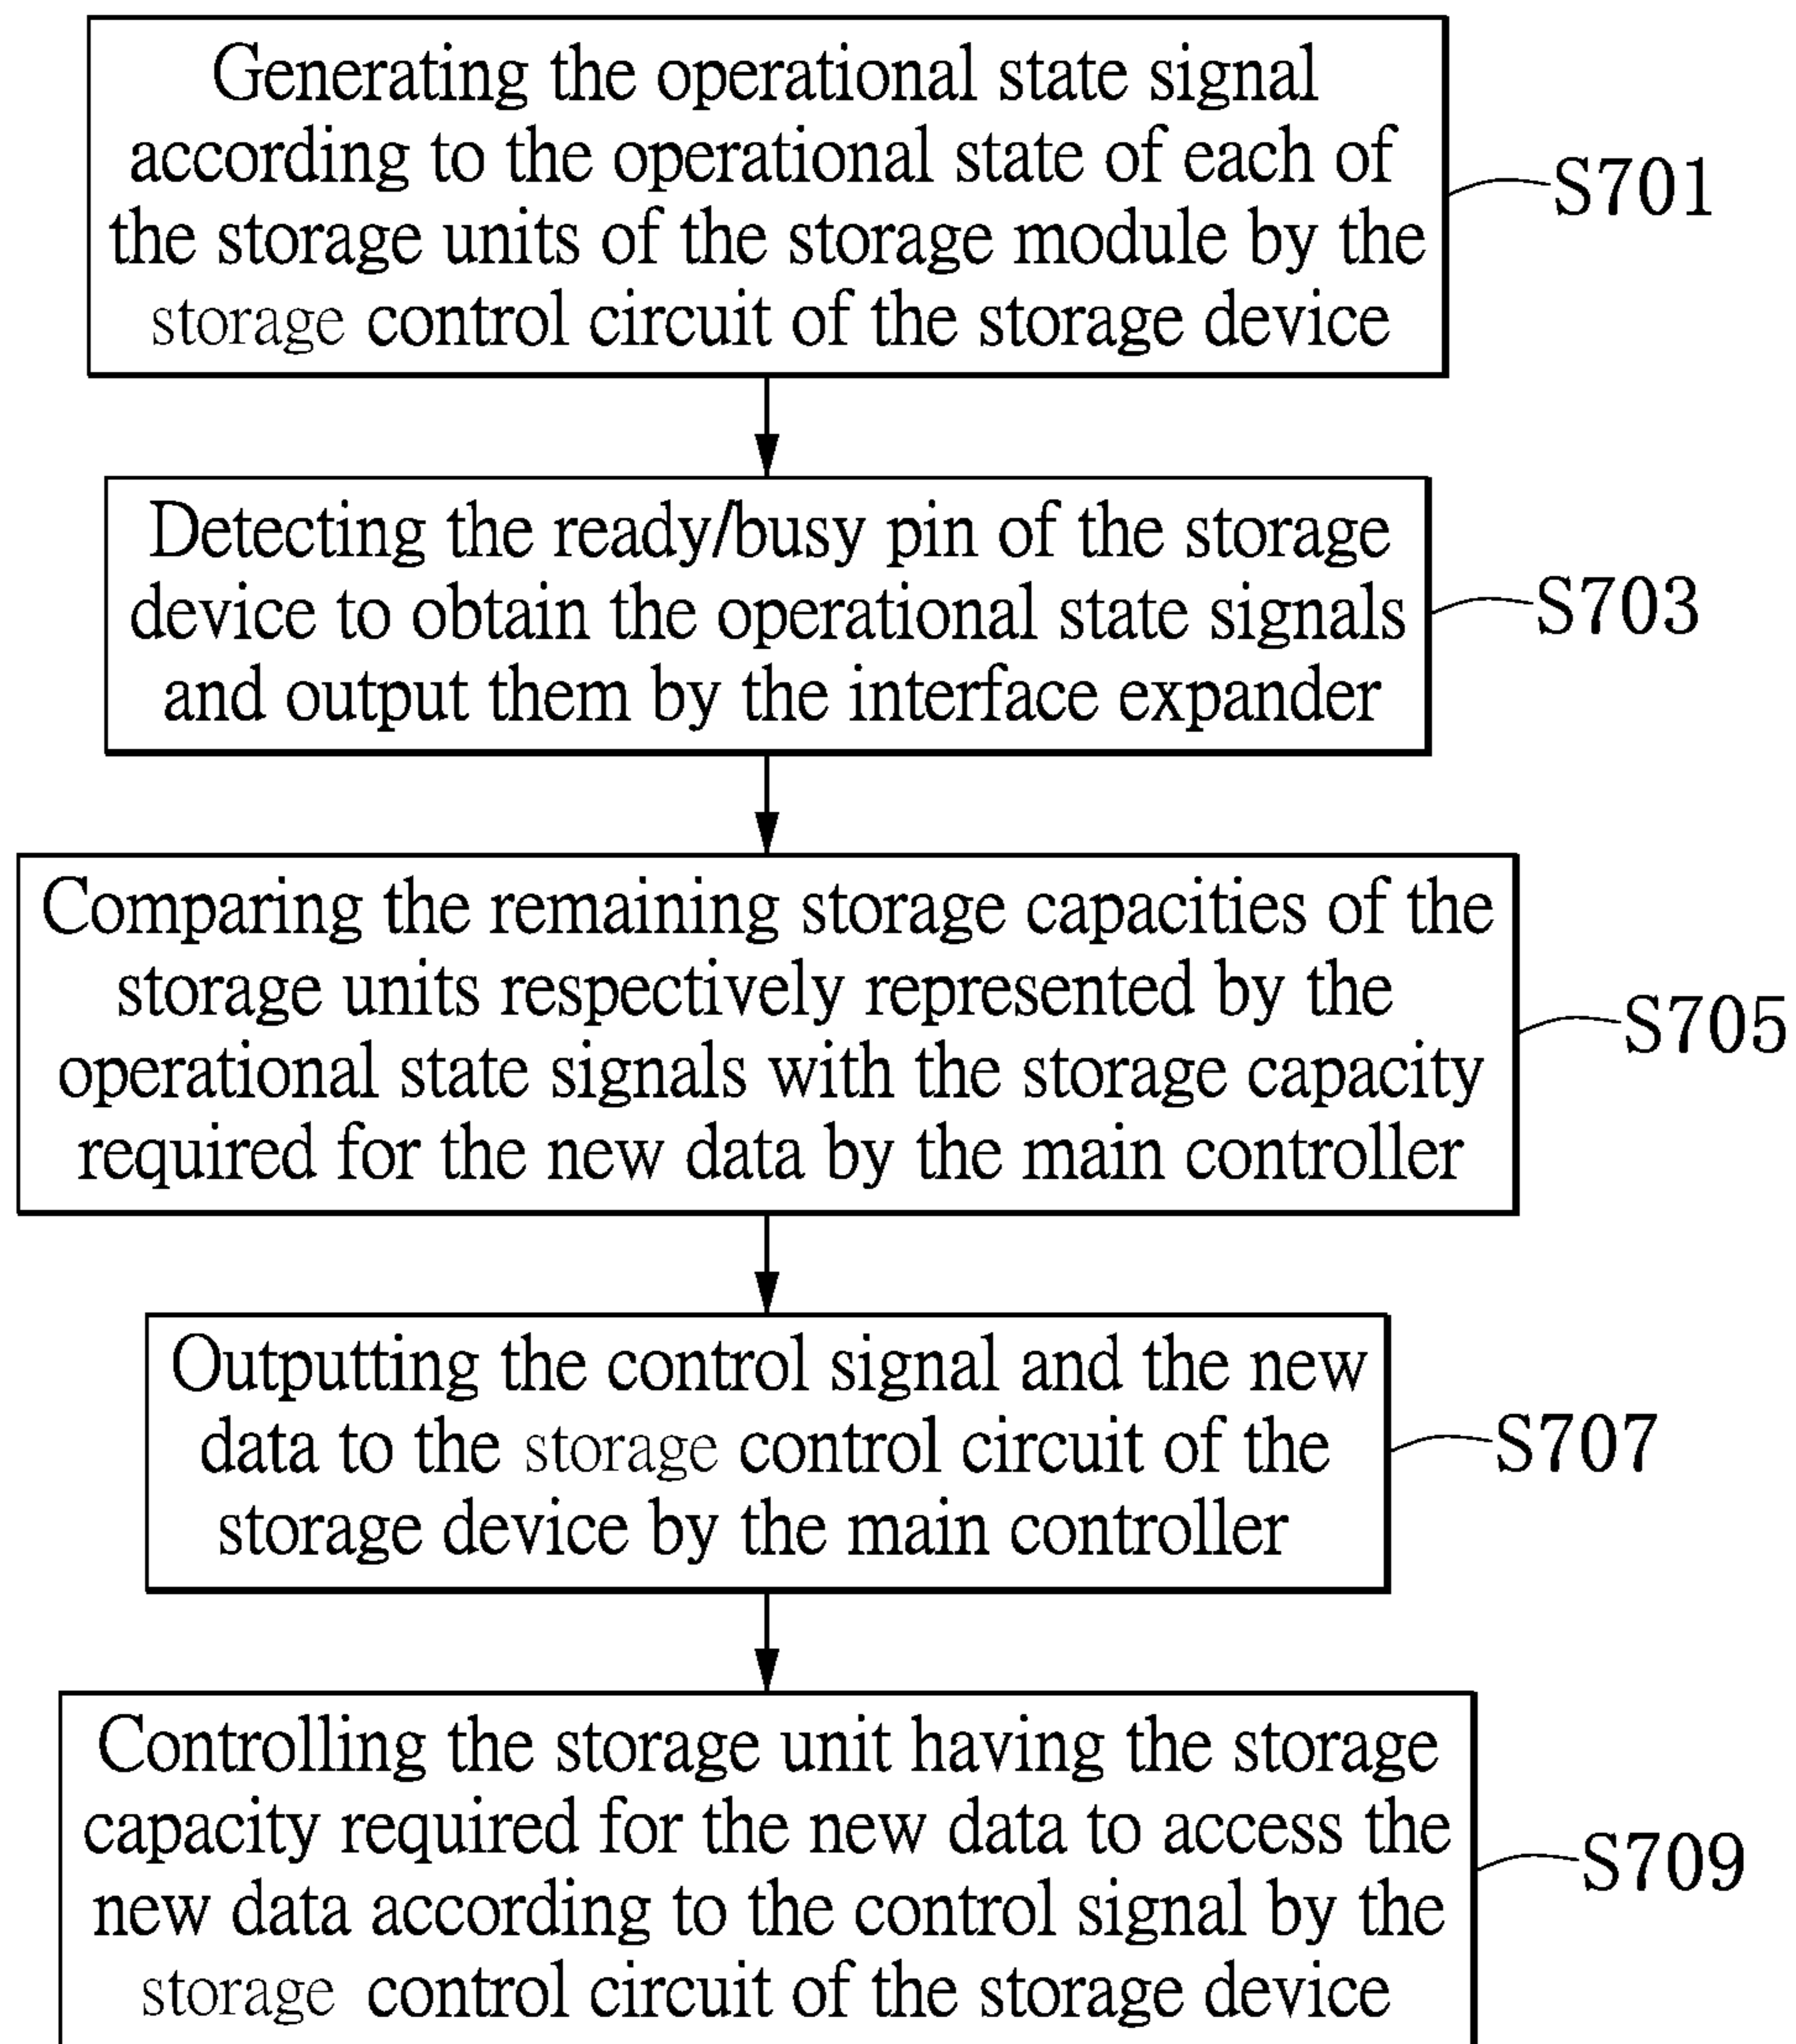 Generating the operational state signal
according to the operational state of each of
the storage units of the storage module by the
storage control circuit of the storage device
S701
Detecting the ready/busy pin of the storage
device to obtain the operational state signals
and output them by the interface expander
S703
Comparing the remaining storage capacities of the
storage units respectively represented by the
operational state signals with the storage capacity
required for the new data by the main controller
S705
Outputting the control signal and the new
data to the storage control circuit of the
storage device by the main controller
S707
Controlling the storage unit having the storage
capacity required for the new data to access the
new data according to the control signal by the
storage control circuit of the storage device
S709